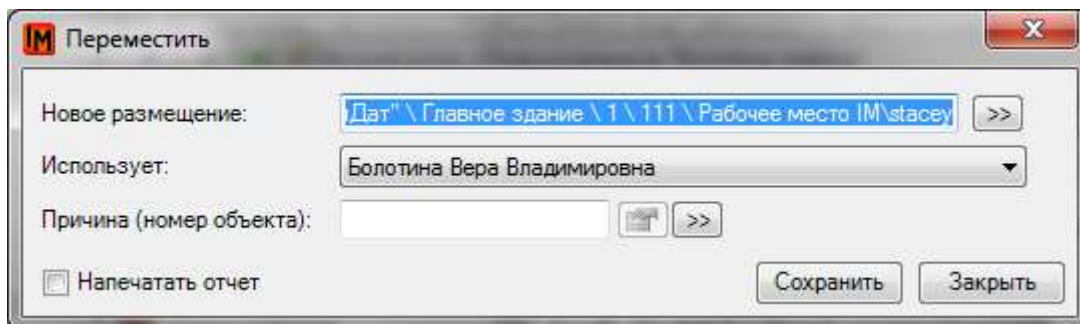 IM Переместить
Новое размещение: Дат" \ Главное здание \ 1 \ 111 \ Рабочее место IM\stacey >>
Использует: Болотина Вера Владимировна
Причина (номер объекта): >>
Напечатать отчет Сохранить Закрыть